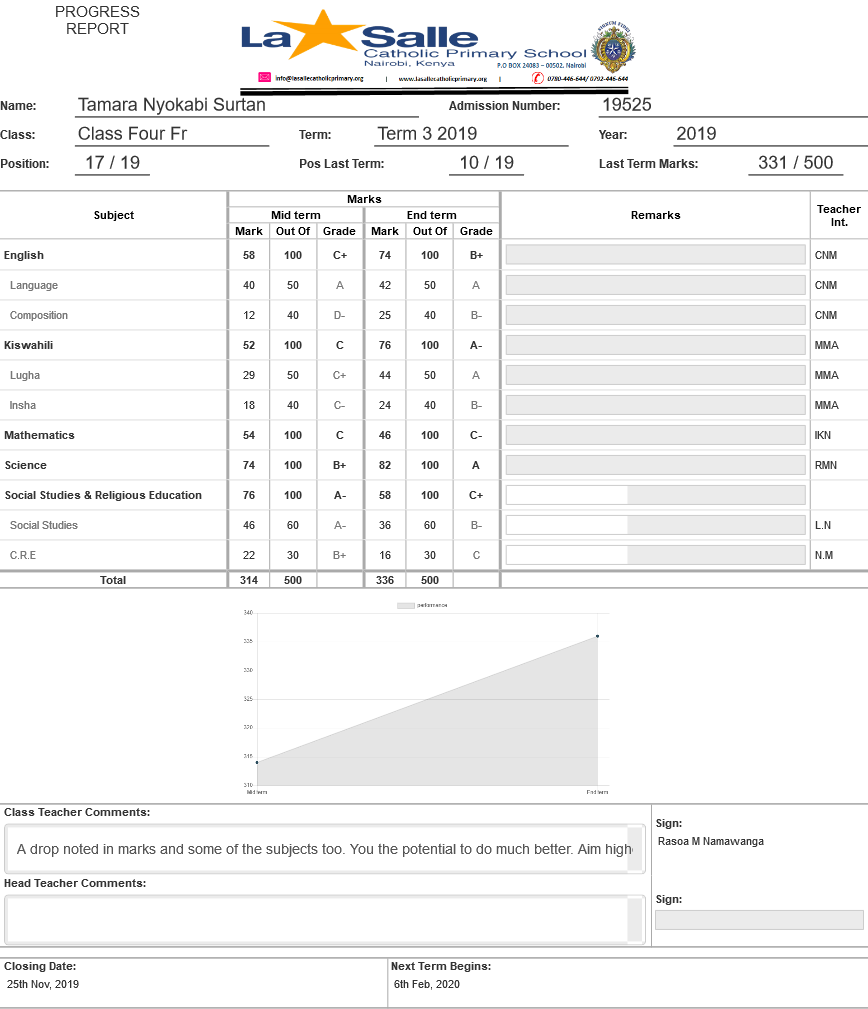 PROGRESS
REPORT
La Salle
Catholic Primary School
Nairobi, Kenya
P.O BOX 24083 – 00502, Nairobi
info@lasallecatholicprimary.org | www.lasallecatholicprimary.org | 0780-446-644/ 0792-446-644
Name: Tamara Nyokabi Surtan Admission Number: 19525
Class: Class Four Fr Term: Term 3 2019 Year: 2019
Position: 17 / 19 Pos Last Term: 10 / 19 Last Term Marks: 331 / 500
Marks
Subject Mid term End term Remarks Teacher Int.
Mark Out Of Grade Mark Out Of Grade
English 58 100 C+ 74 100 B+ CNM
Language 40 50 A 42 50 A CNM
Composition 12 40 D- 25 40 B- CNM
Kiswahili 52 100 C 76 100 A- MMA
Lugha 29 50 C+ 44 50 A MMA
Insha 18 40 C- 24 40 B- MMA
Mathematics 54 100 C 46 100 C- IKN
Science 74 100 B+ 82 100 A RMN
Social Studies & Religious Education 76 100 A- 58 100 C+
Social Studies 46 60 A- 36 60 B- L.N
C.R.E 22 30 B+ 16 30 C N.M
Total 314 500 336 500
performance
340
335
330
325
320
315
310
Mid term End term
Class Teacher Comments:
Sign:
A drop noted in marks and some of the subjects too. You the potential to do much better. Aim high
Rasoa M Namawanga
Head Teacher Comments:
Sign:
Closing Date: Next Term Begins:
25th Nov, 2019 6th Feb, 2020